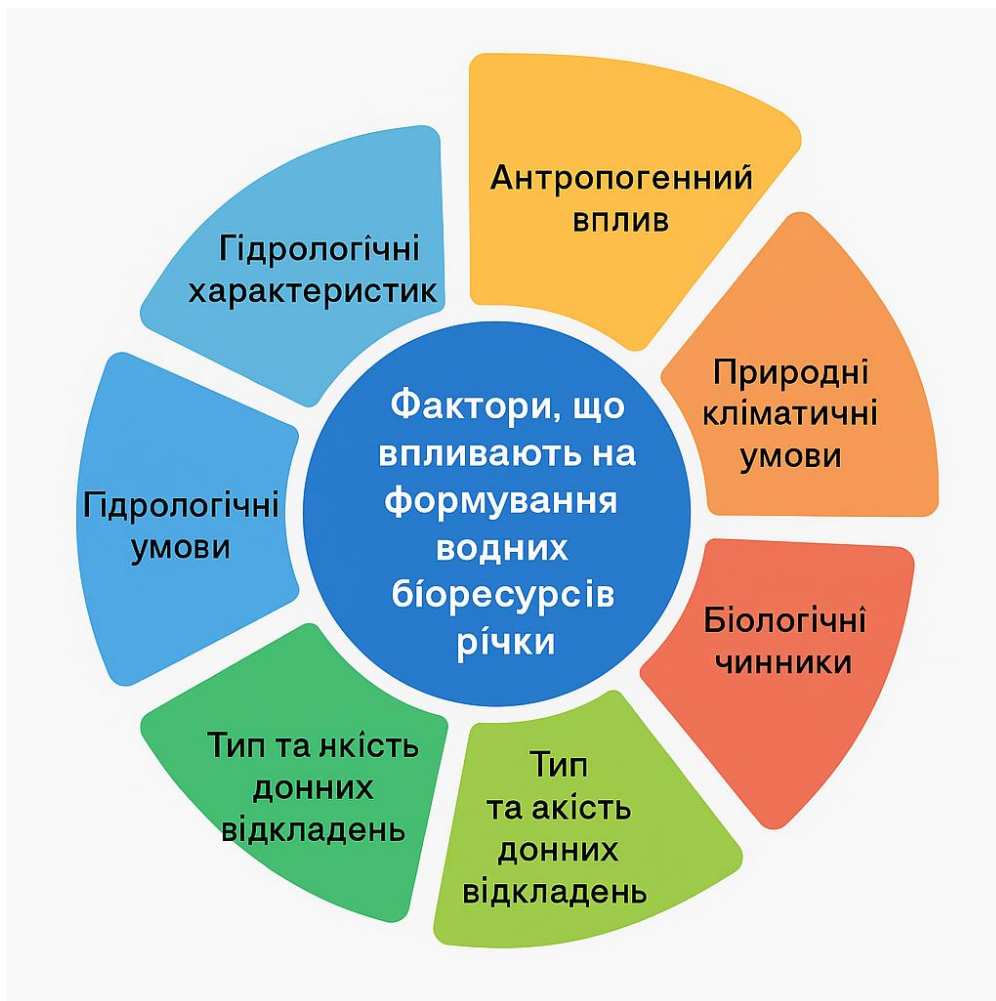 Фактори, що
впливають на
формування
водних
біоресурсів
річки
Антропогенний
вплив
Природні
кліматичні
умови
Біологічні
чинники
Тип
та акість
донних
відкладень
Тип та нкість
донних
відкладень
Гідрологічні
умови
Гідрологічні
характеристик